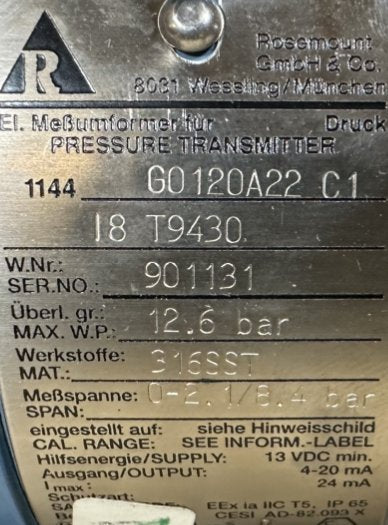 R
Rosemount
GmbH & Co.
8031 Wessling/München
El. Meßumformer für Druck
PRESSURE TRANSMITTER
1144 G0120A22 C1
I8 T9430
W.Nr.:
SER.NO.: 901131
Überl. gr.:
MAX. W.P.: 12.6 bar
Werkstoffe:
MAT.: 316SST
Meßspanne: 0-2.1/8.4 bar
SPAN:
eingestellt auf: siehe Hinweisschild
CAL. RANGE: SEE INFORM.-LABEL
Hilfsenergie/SUPPLY: 13 VDC min.
Ausgang/OUTPUT: 4-20 mA
I max: 24 mA
Schutzart: EEx ia IIC T5, IP 65
CESI AD-82.093 X